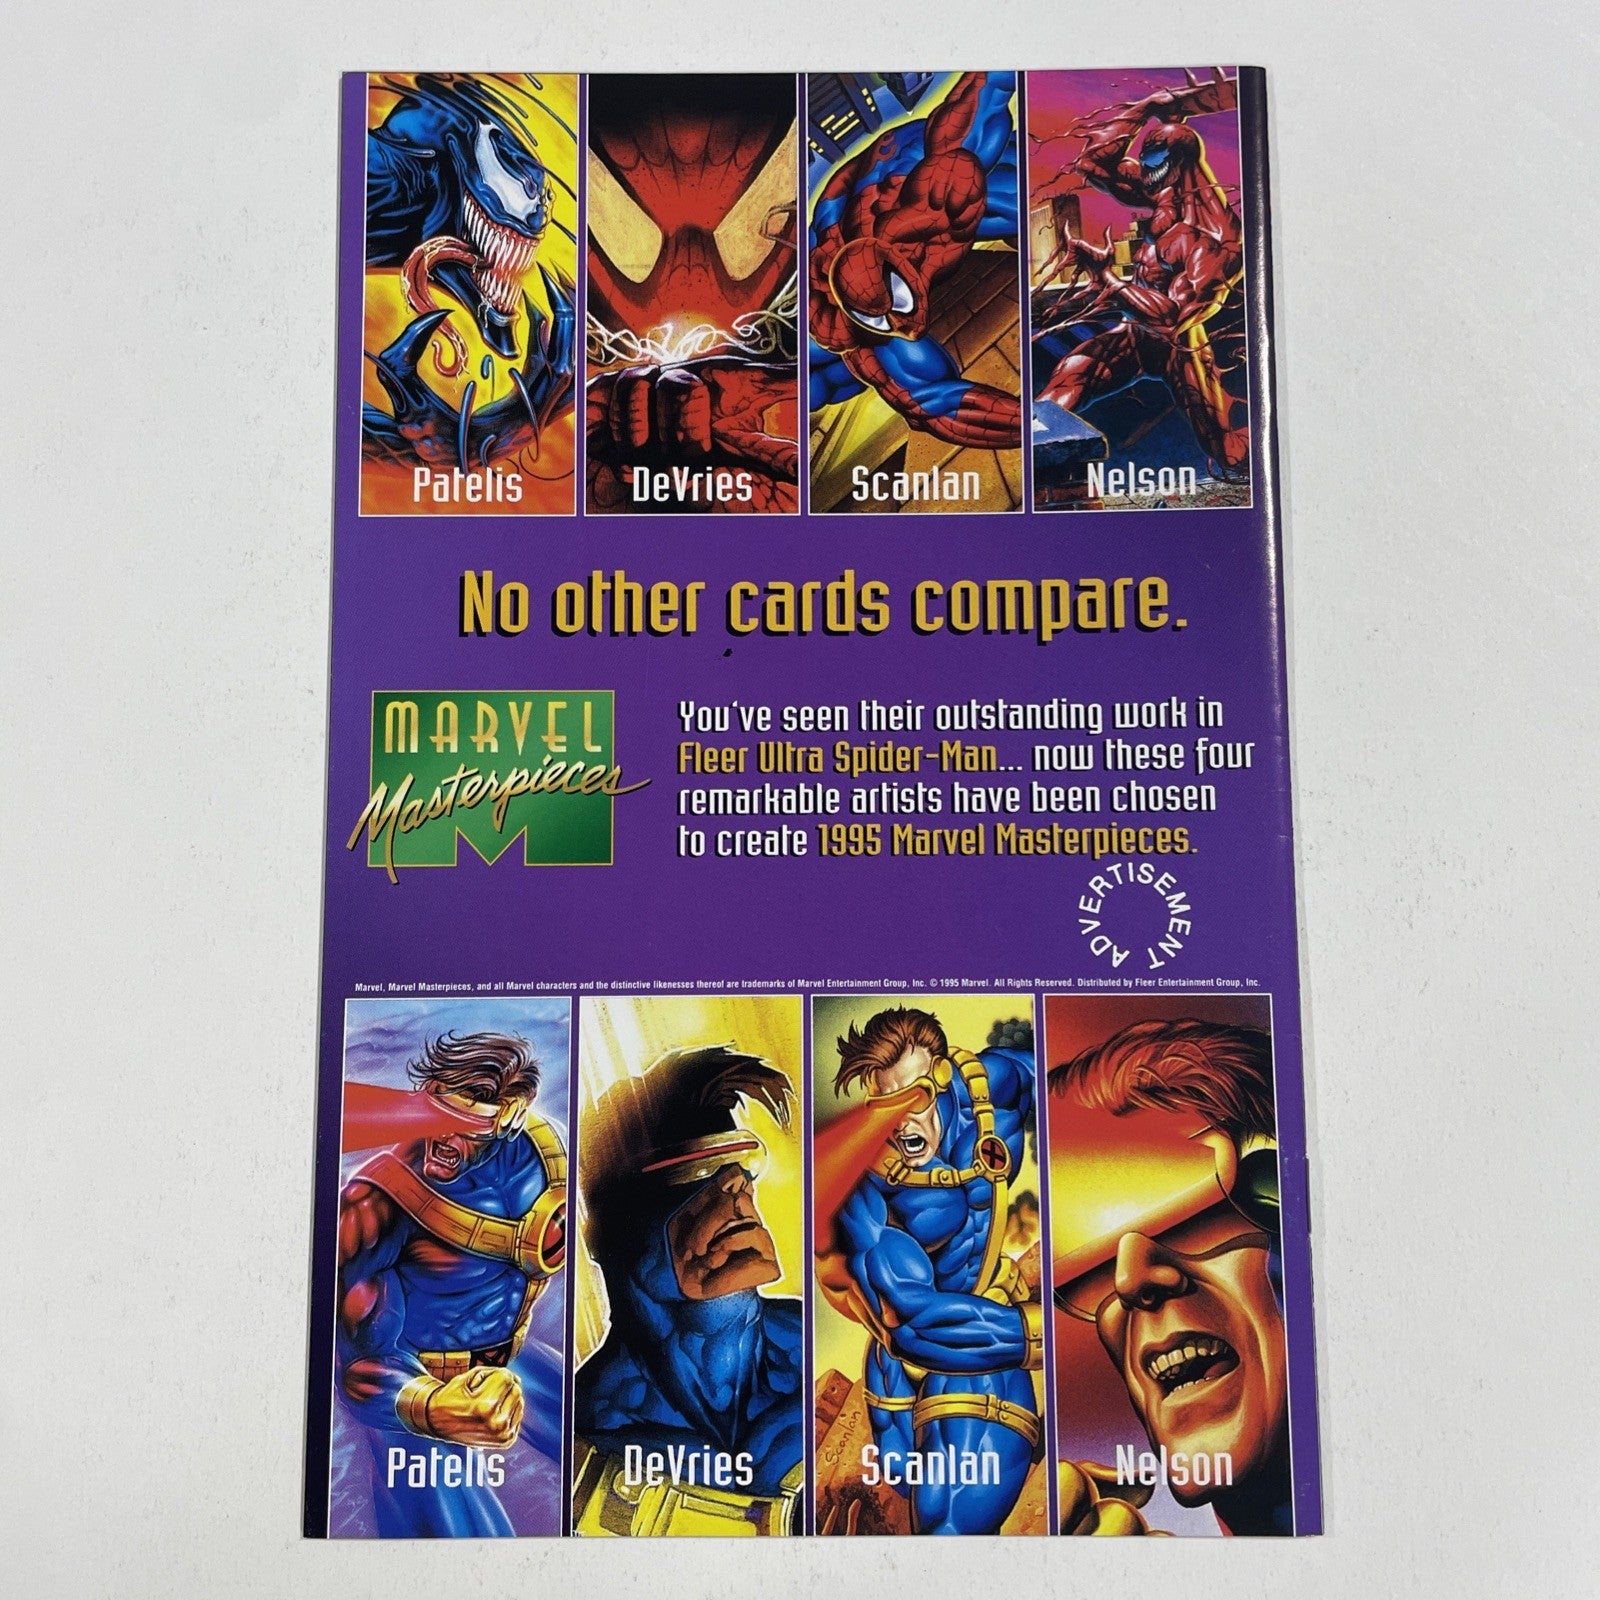 Patelis
DeVries
Scanlan
Nelson
No other cards compare.
MARVEL
Masterpieces
You've seen their outstanding work in
Fleer Ultra Spider-Man... now these four
remarkable artists have been chosen
to create 1995 Marvel Masterpieces.
ADVERTISEMENT
Marvel, Marvel Masterpieces, and all Marvel characters and the distinctive likenesses thereof are trademarks of Marvel Entertainment Group, Inc. © 1995 Marvel. All Rights Reserved. Distributed by Fleer Entertainment Group, Inc.
Scanlan
Patelis
DeVries
Scanlan
Nelson